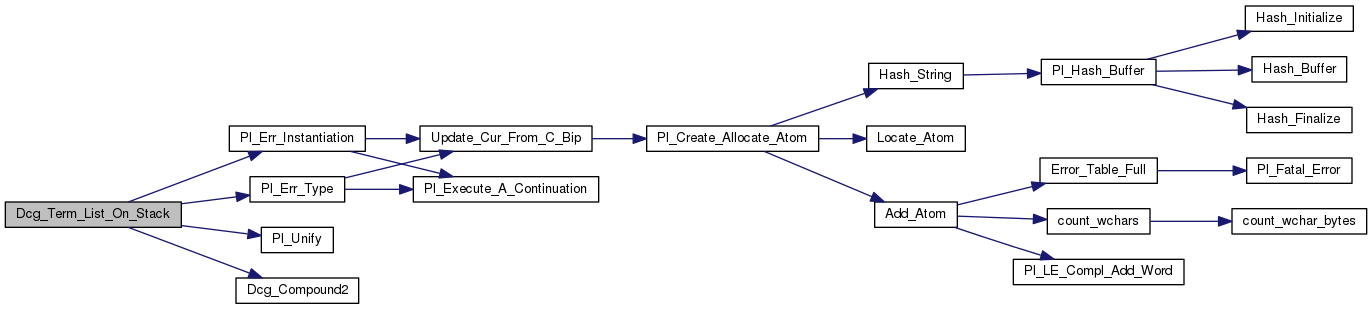 Dcg_Term_List_On_Stack
Pl_Err_Instantiation
Pl_Err_Type
Pl_Unify
Dcg_Compound2
Update_Cur_From_C_Bip
Pl_Execute_A_Continuation
Pl_Create_Allocate_Atom
Hash_String
Locate_Atom
Add_Atom
Pl_Hash_Buffer
Error_Table_Full
count_wchars
Pl_LE_Compl_Add_Word
Hash_Initialize
Hash_Buffer
Hash_Finalize
Pl_Fatal_Error
count_wchar_bytes